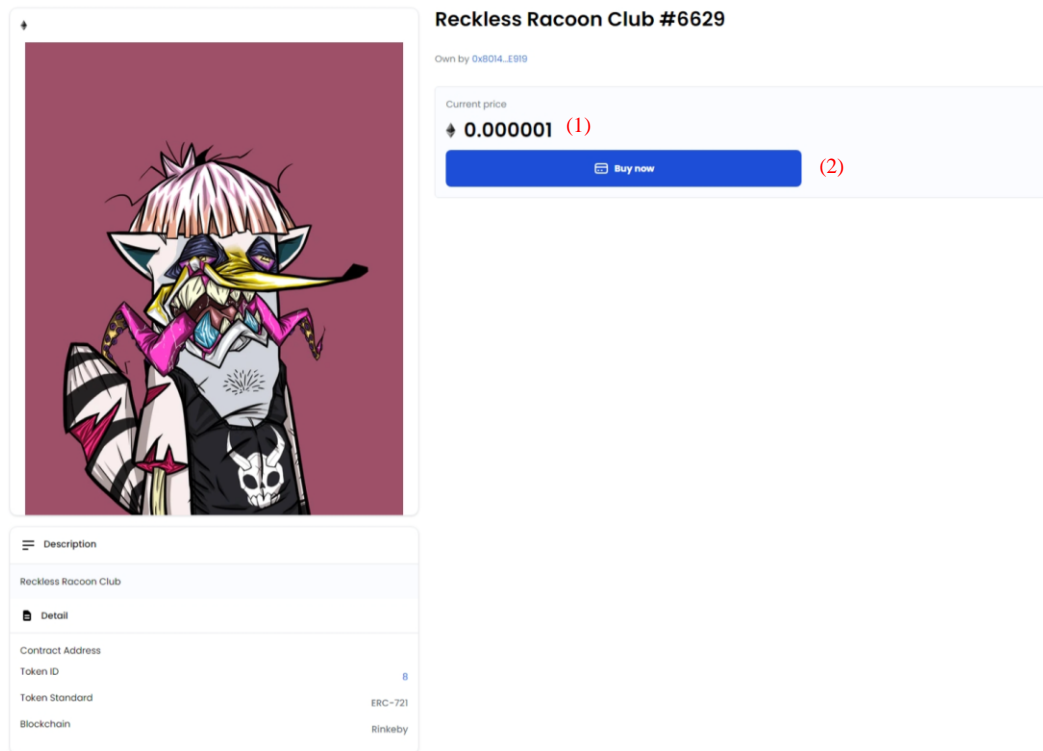 Reckless Racoon Club #6629
Own by 0x8014...E919
Current price
0.000001 (1)
Buy now (2)
Description
Reckless Racoon Club
Detail
Contract Address
Token ID 8
Token Standard ERC-721
Blockchain Rinkeby